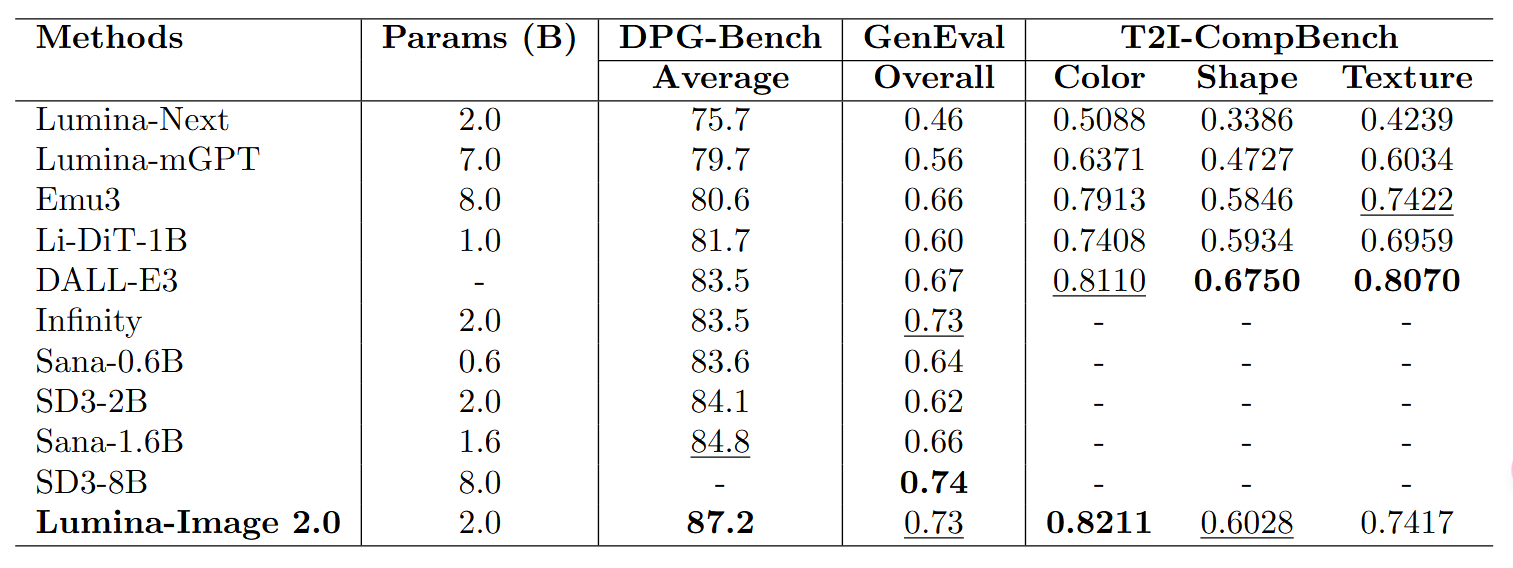 Methods Params (B) DPG-Bench GenEval T2I-CompBench
Average Overall Color Shape Texture
Lumina-Next 2.0 75.7 0.46 0.5088 0.3386 0.4239
Lumina-mGPT 7.0 79.7 0.56 0.6371 0.4727 0.6034
Emu3 8.0 80.6 0.66 0.7913 0.5846 0.7422
Li-DiT-1B 1.0 81.7 0.60 0.7408 0.5934 0.6959
DALL-E3 - 83.5 0.67 0.8110 0.6750 0.8070
Infinity 2.0 83.5 0.73 - - -
Sana-0.6B 0.6 83.6 0.64 - - -
SD3-2B 2.0 84.1 0.62 - - -
Sana-1.6B 1.6 84.8 0.66 - - -
SD3-8B 8.0 - 0.74 - - -
Lumina-Image 2.0 2.0 87.2 0.73 0.8211 0.6028 0.7417